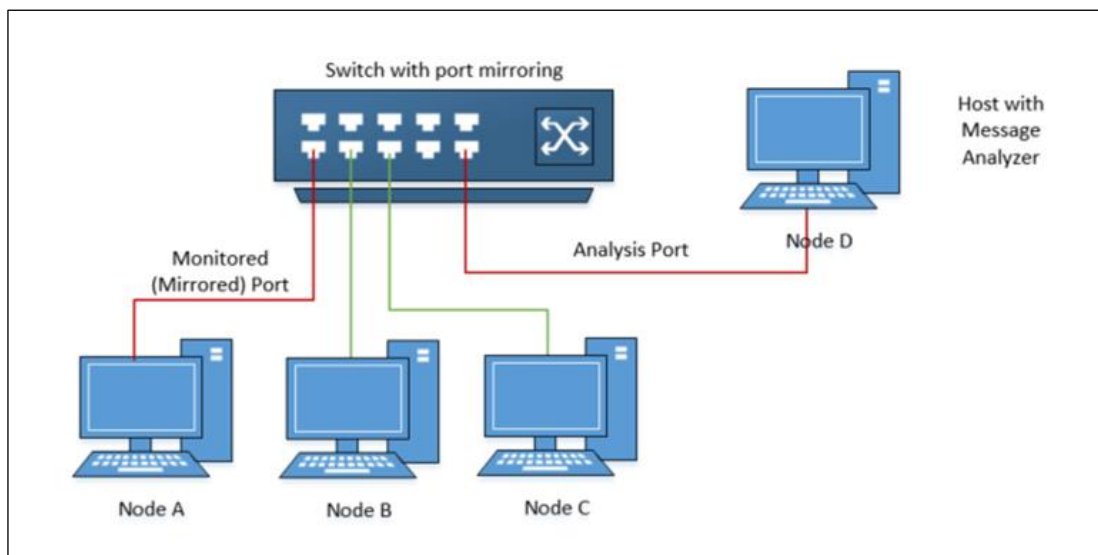 Switch with port mirroring
Host with
Message
Analyzer
Node D
Analysis Port
Monitored
(Mirrored) Port
Node A
Node B
Node C